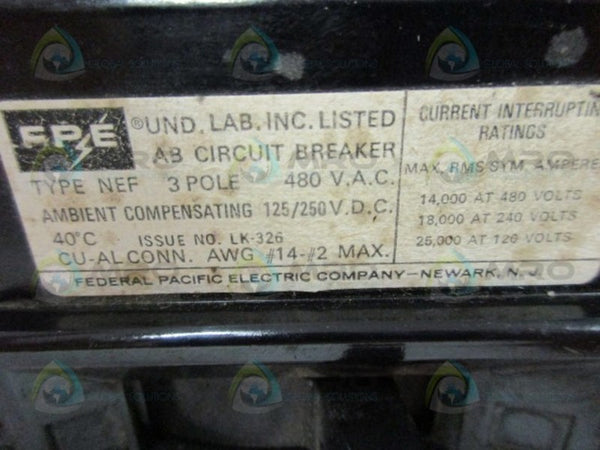 FPE
® UND. LAB. INC. LISTED
AB CIRCUIT BREAKER
TYPE NEF 3 POLE 480 V.A.C.
AMBIENT COMPENSATING 125/250 V.D.C.
40°C ISSUE NO. LK-326
CU-AL CONN. AWG #14-#2 MAX.
CURRENT INTERRUPTIN
RATINGS
MAX. RMS SYM. AMPERE
14,000 AT 480 VOLTS
18,000 AT 240 VOLTS
25,000 AT 120 VOLTS
FEDERAL PACIFIC ELECTRIC COMPANY—NEWARK, N. J.